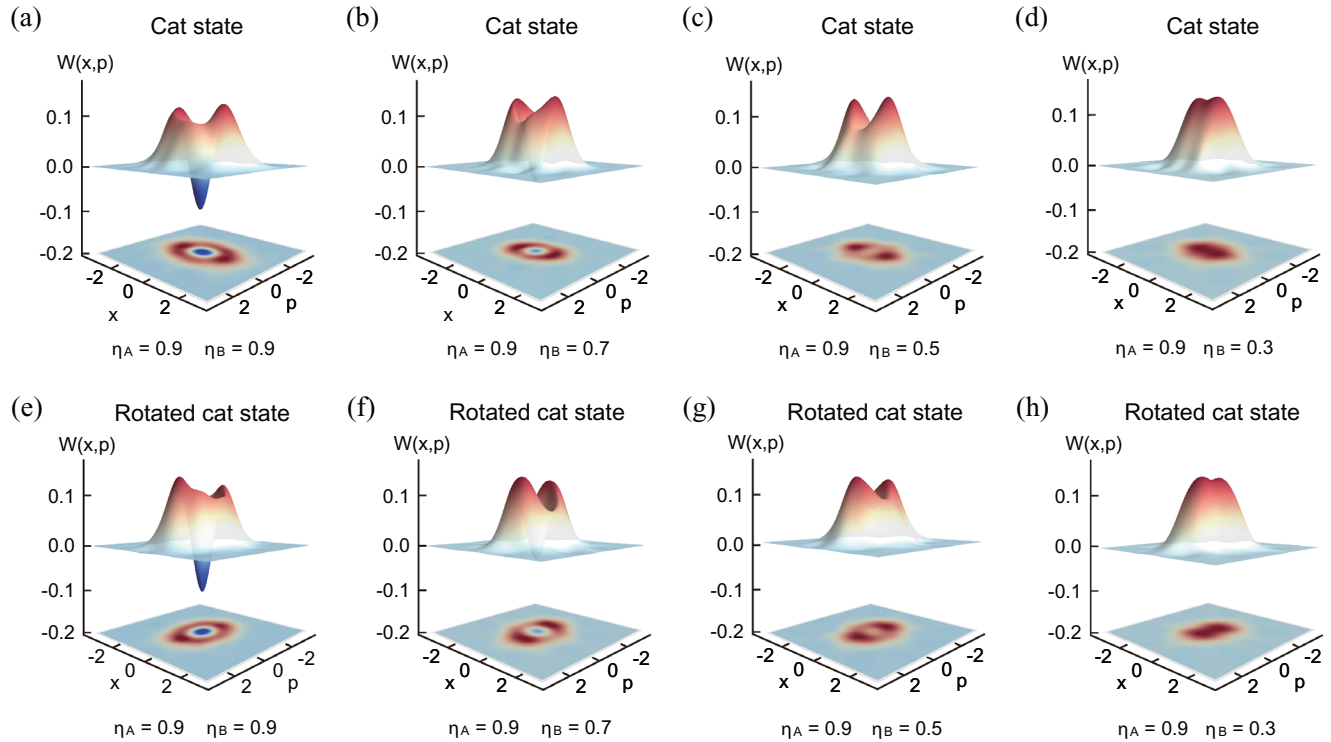 (a)
Cat state
W(x,p)
0.1
0.0
-0.1
-0.2
-2
0
2
x
2
0
-2
p
ηA = 0.9 ηB = 0.9
(b)
Cat state
W(x,p)
0.1
0.0
-0.1
-0.2
-2
0
2
x
2
0
-2
p
ηA = 0.9 ηB = 0.7
(c)
Cat state
W(x,p)
0.1
0.0
-0.1
-0.2
-2
0
2
x
2
0
-2
p
ηA = 0.9 ηB = 0.5
(d)
Cat state
W(x,p)
0.1
0.0
-0.1
-0.2
-2
0
2
x
2
0
-2
p
ηA = 0.9 ηB = 0.3
(e)
Rotated cat state
W(x,p)
0.1
0.0
-0.1
-0.2
-2
0
2
x
2
0
-2
p
ηA = 0.9 ηB = 0.9
(f)
Rotated cat state
W(x,p)
0.1
0.0
-0.1
-0.2
-2
0
2
x
2
0
-2
p
ηA = 0.9 ηB = 0.7
(g)
Rotated cat state
W(x,p)
0.1
0.0
-0.1
-0.2
-2
0
2
x
2
0
-2
p
ηA = 0.9 ηB = 0.5
(h)
Rotated cat state
W(x,p)
0.1
0.0
-0.1
-0.2
-2
0
2
x
2
0
-2
p
ηA = 0.9 ηB = 0.3